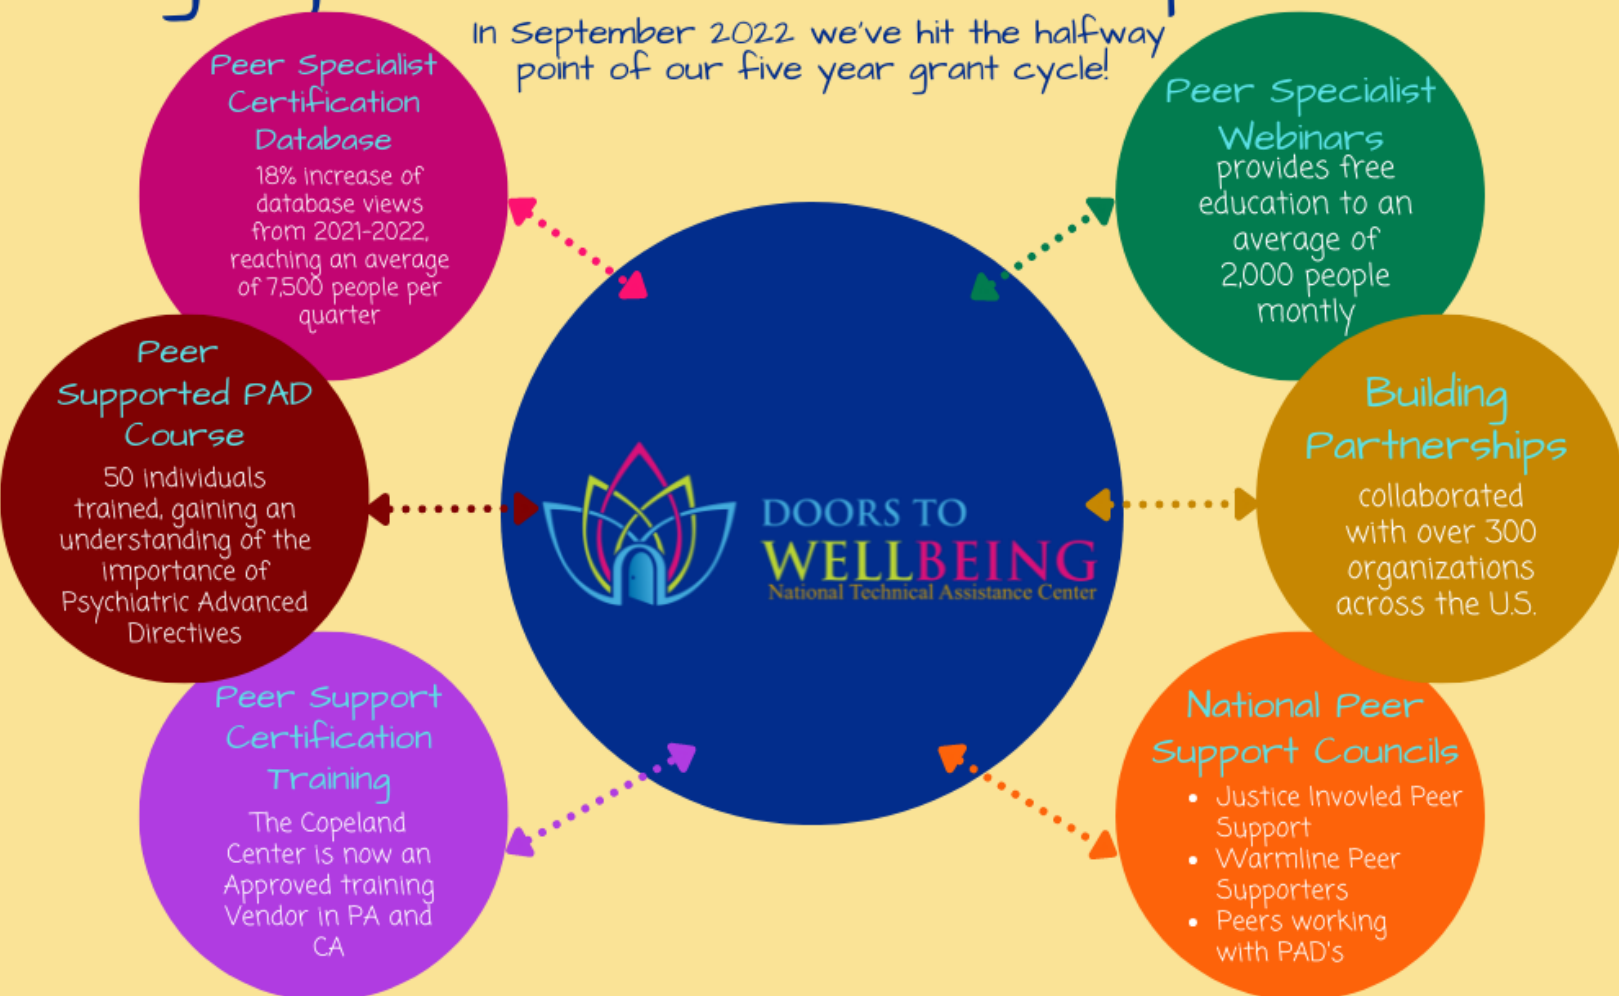 In September 2022 we've hit the halfway
point of our five year grant cycle!
Peer Specialist
Certification
Database
18% increase of
database views
from 2021-2022,
reaching an average
of 7,500 people per
quarter
Peer Specialist
Webinars
provides free
education to an
average of
2,000 people
montly
Peer
Supported PAD
Course
50 individuals
trained, gaining an
understanding of the
importance of
Psychiatric Advanced
Directives
DOORS TO
WELLBEING
National Technical Assistance Center
Building
Partnerships
collaborated
with over 300
organizations
across the U.S.
Peer Support
Certification
Training
The Copeland
Center is now an
Approved training
Vendor in PA and
CA
National Peer
Support Councils
• Justice Invovled Peer
Support
• Warmline Peer
Supporters
• Peers working
with PAD's